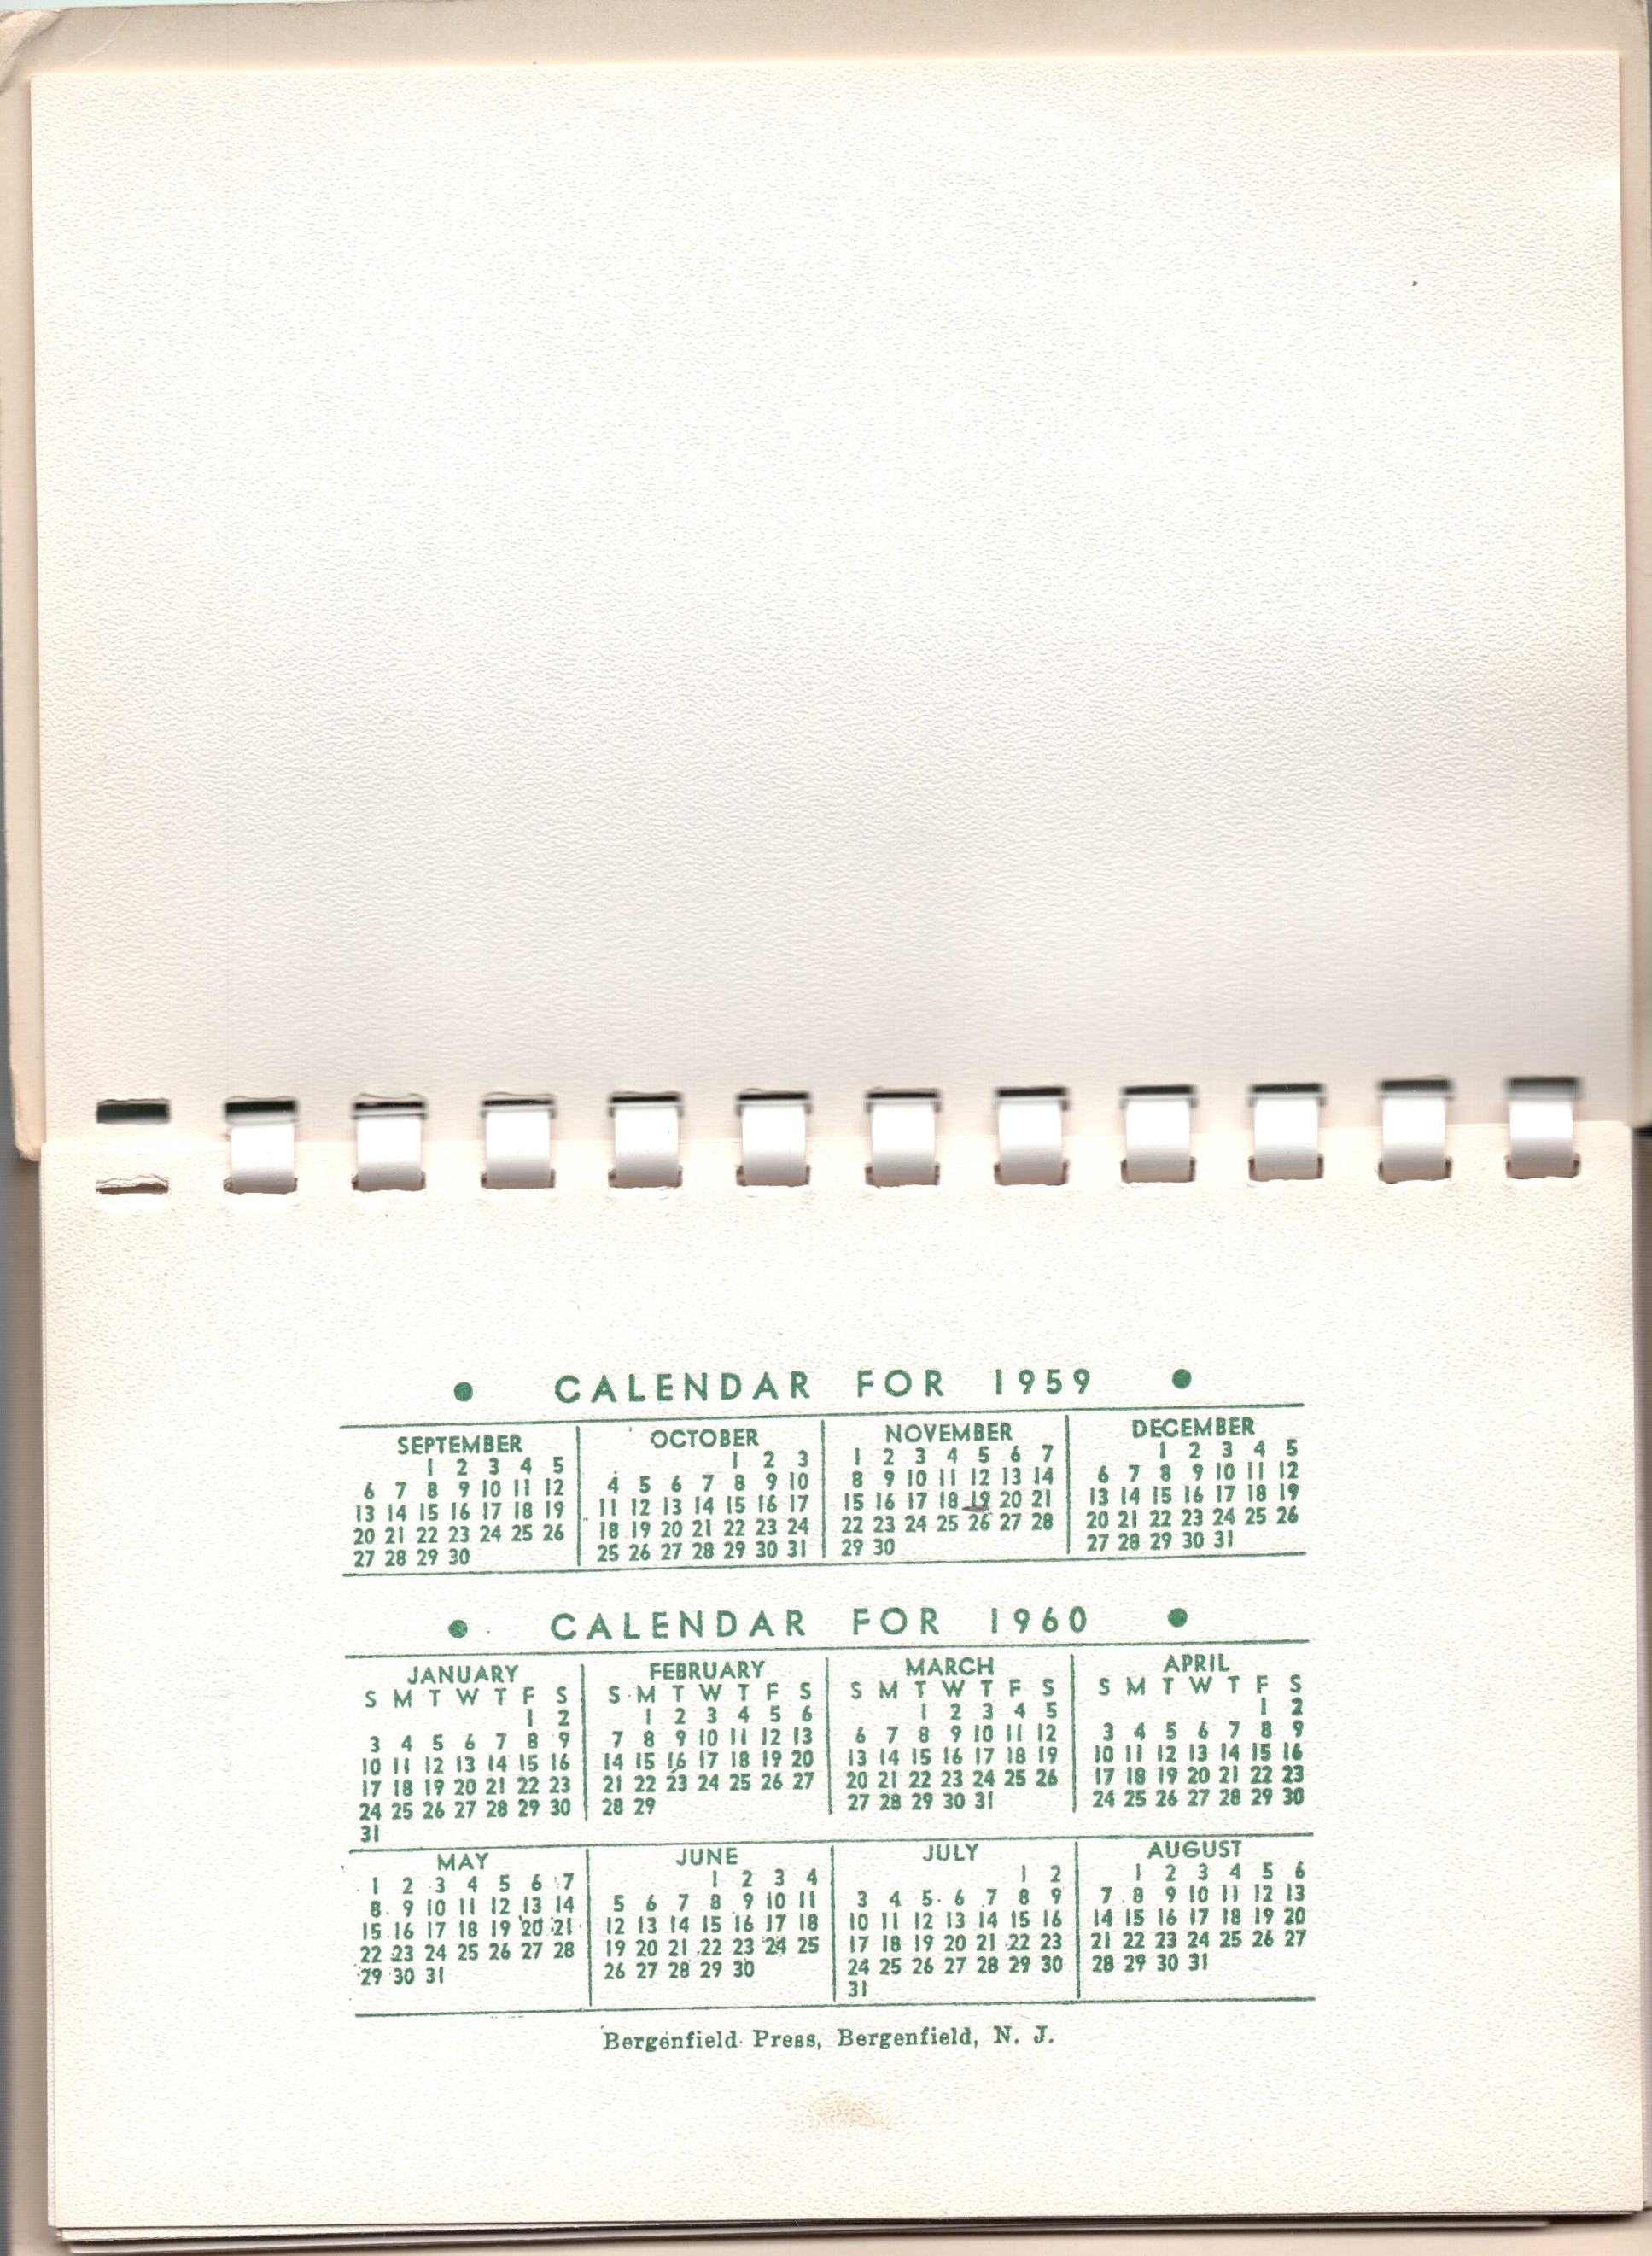 • CALENDAR FOR 1959 •
SEPTEMBER OCTOBER NOVEMBER DECEMBER
1 2 3 4 5 1 2 3 1 2 3 4 5 6 7 1 2 3 4 5
6 7 8 9 10 11 12 4 5 6 7 8 9 10 8 9 10 11 12 13 14 6 7 8 9 10 11 12
13 14 15 16 17 18 19 11 12 13 14 15 16 17 15 16 17 18 19 20 21 13 14 15 16 17 18 19
20 21 22 23 24 25 26 18 19 20 21 22 23 24 22 23 24 25 26 27 28 20 21 22 23 24 25 26
27 28 29 30 25 26 27 28 29 30 31 29 30 27 28 29 30 31
• CALENDAR FOR 1960 •
JANUARY FEBRUARY MARCH APRIL
S M T W T F S S M T W T F S S M T W T F S S M T W T F S
1 2 1 2 3 4 5 6 1 2 3 4 5 1 2
3 4 5 6 7 8 9 7 8 9 10 11 12 13 6 7 8 9 10 11 12 3 4 5 6 7 8 9
10 11 12 13 14 15 16 14 15 16 17 18 19 20 13 14 15 16 17 18 19 10 11 12 13 14 15 16
17 18 19 20 21 22 23 21 22 23 24 25 26 27 20 21 22 23 24 25 26 17 18 19 20 21 22 23
24 25 26 27 28 29 30 28 29 27 28 29 30 31 24 25 26 27 28 29 30
31
MAY JUNE JULY AUGUST
1 2 3 4 5 6 7 1 2 3 4 1 2 1 2 3 4 5 6
8 9 10 11 12 13 14 5 6 7 8 9 10 11 3 4 5 6 7 8 9 7 8 9 10 11 12 13
15 16 17 18 19 20 21 12 13 14 15 16 17 18 10 11 12 13 14 15 16 14 15 16 17 18 19 20
22 23 24 25 26 27 28 19 20 21 22 23 24 25 17 18 19 20 21 22 23 21 22 23 24 25 26 27
29 30 31 26 27 28 29 30 24 25 26 27 28 29 30 28 29 30 31
31
Bergenfield Press, Bergenfield, N. J.